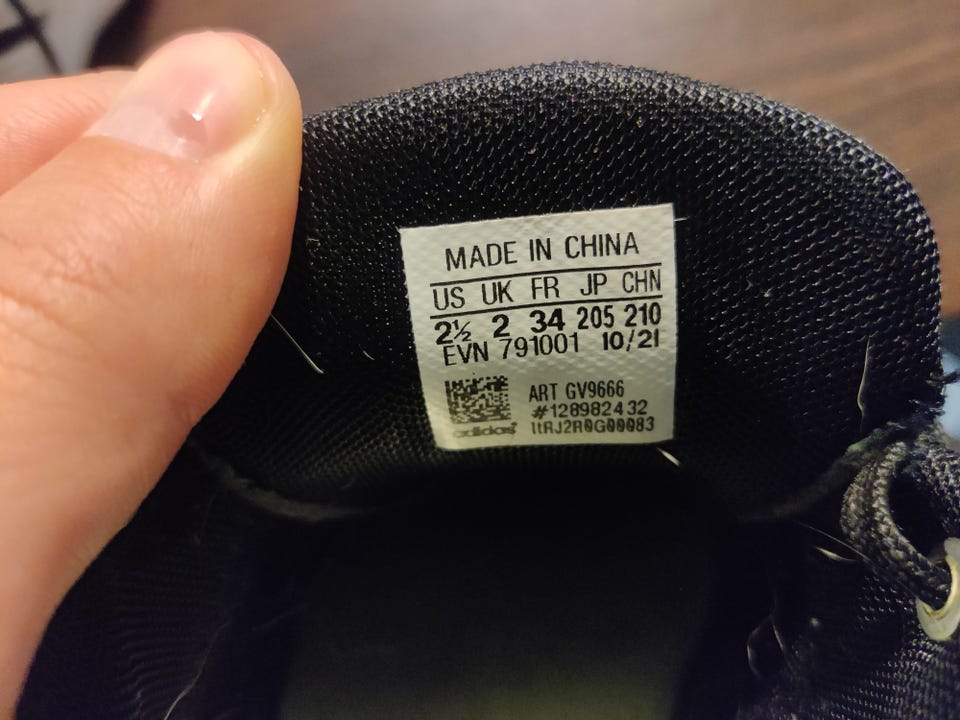 MADE IN CHINA
US UK FR JP CHN
2½ 2 34 205 210
EVN 791001 10/21
ART GV9666
#128982432
1tRJ2R0G00083
adidas